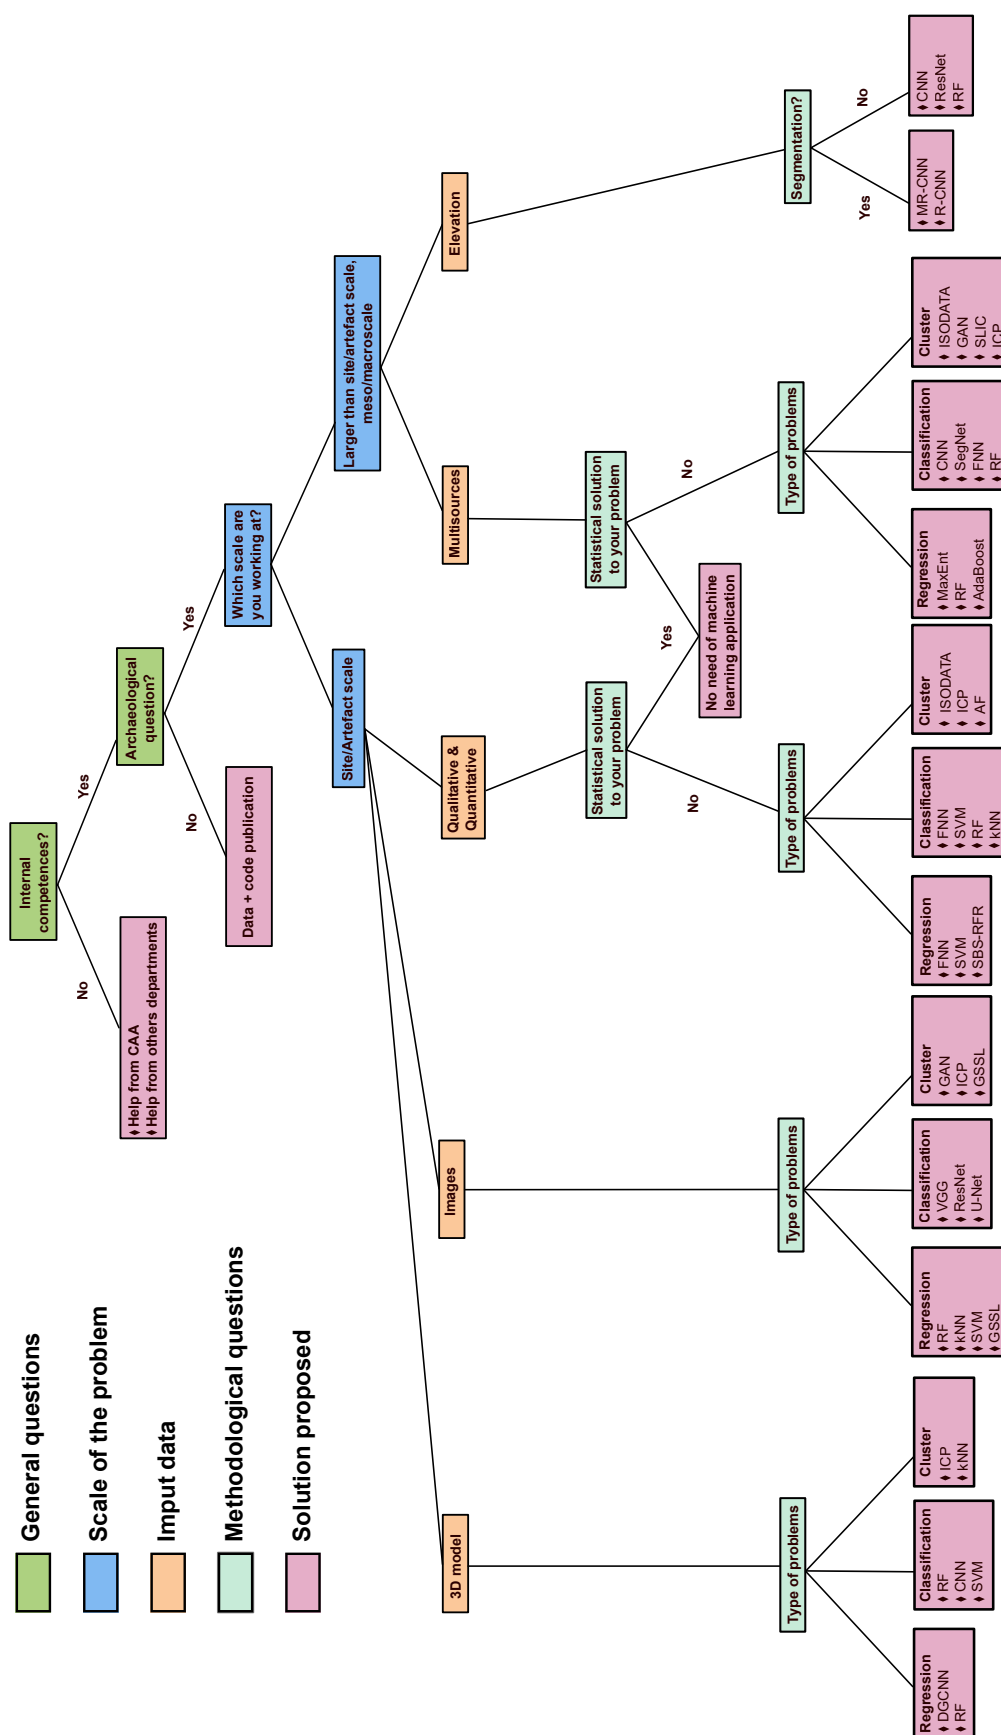 General questions
Scale of the problem
Imput data
Methodological questions
Solution proposed
Internal
competences?
No
Yes
♦ Help from CAA
♦ Help from others departments
Archaeological
question?
No
Yes
Data + code publication
Which scale are
you working at?
Site/Artefact scale
Larger than site/artefact scale,
meso/macroscale
3D model
Images
Qualitative &
Quantitative
Multisources
Elevation
Statistical solution
to your problem
Statistical solution
to your problem
No
Yes
No
No need of machine
learning application
Type of problems
Type of problems
Type of problems
Type of problems
Segmentation?
Yes
No
Regression
♦ DGCNN
♦ RF
Classification
♦ RF
♦ CNN
♦ SVM
Cluster
♦ ICP
♦ kNN
Regression
♦ RF
♦ kNN
♦ SVM
♦ GSSL
Classification
♦ VGG
♦ ResNet
♦ U-Net
Cluster
♦ GAN
♦ ICP
♦ GSSL
Regression
♦ FNN
♦ SVM
♦ SBS-RFR
Classification
♦ FNN
♦ SVM
♦ RF
♦ kNN
Cluster
♦ ISODATA
♦ ICP
♦ AF
Regression
♦ MaxEnt
♦ RF
♦ AdaBoost
Classification
♦ CNN
♦ SegNet
♦ FNN
♦ RF
Cluster
♦ ISODATA
♦ GAN
♦ SLIC
♦ ICP
♦ MR-CNN
♦ R-CNN
♦ CNN
♦ ResNet
♦ RF